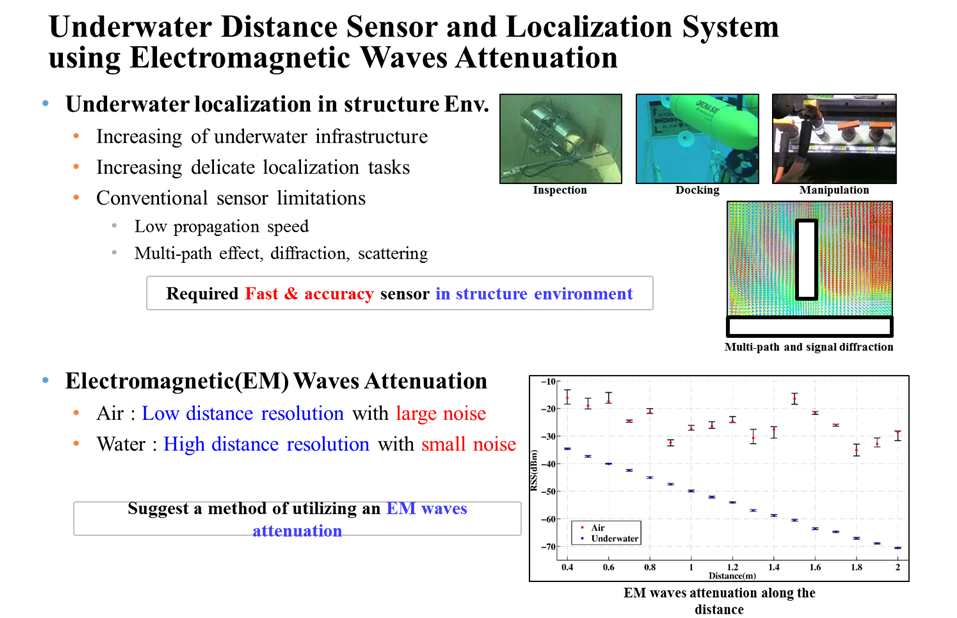 Underwater Distance Sensor and Localization System
using Electromagnetic Waves Attenuation
• Underwater localization in structure Env.
• Increasing of underwater infrastructure
• Increasing delicate localization tasks
• Conventional sensor limitations
• Low propagation speed
• Multi-path effect, diffraction, scattering
Required Fast & accuracy sensor in structure environment
Inspection
Docking
Manipulation
Multi-path and signal diffraction
• Electromagnetic(EM) Waves Attenuation
• Air : Low distance resolution with large noise
• Water : High distance resolution with small noise
Suggest a method of utilizing an EM waves
attenuation
−10
−20
−30
−40
−50
−60
−70
RSS(dBm)
Air
Underwater
0.4 0.6 0.8 1 1.2 1.4 1.6 1.8 2
Distance(m)
EM waves attenuation along the
distance